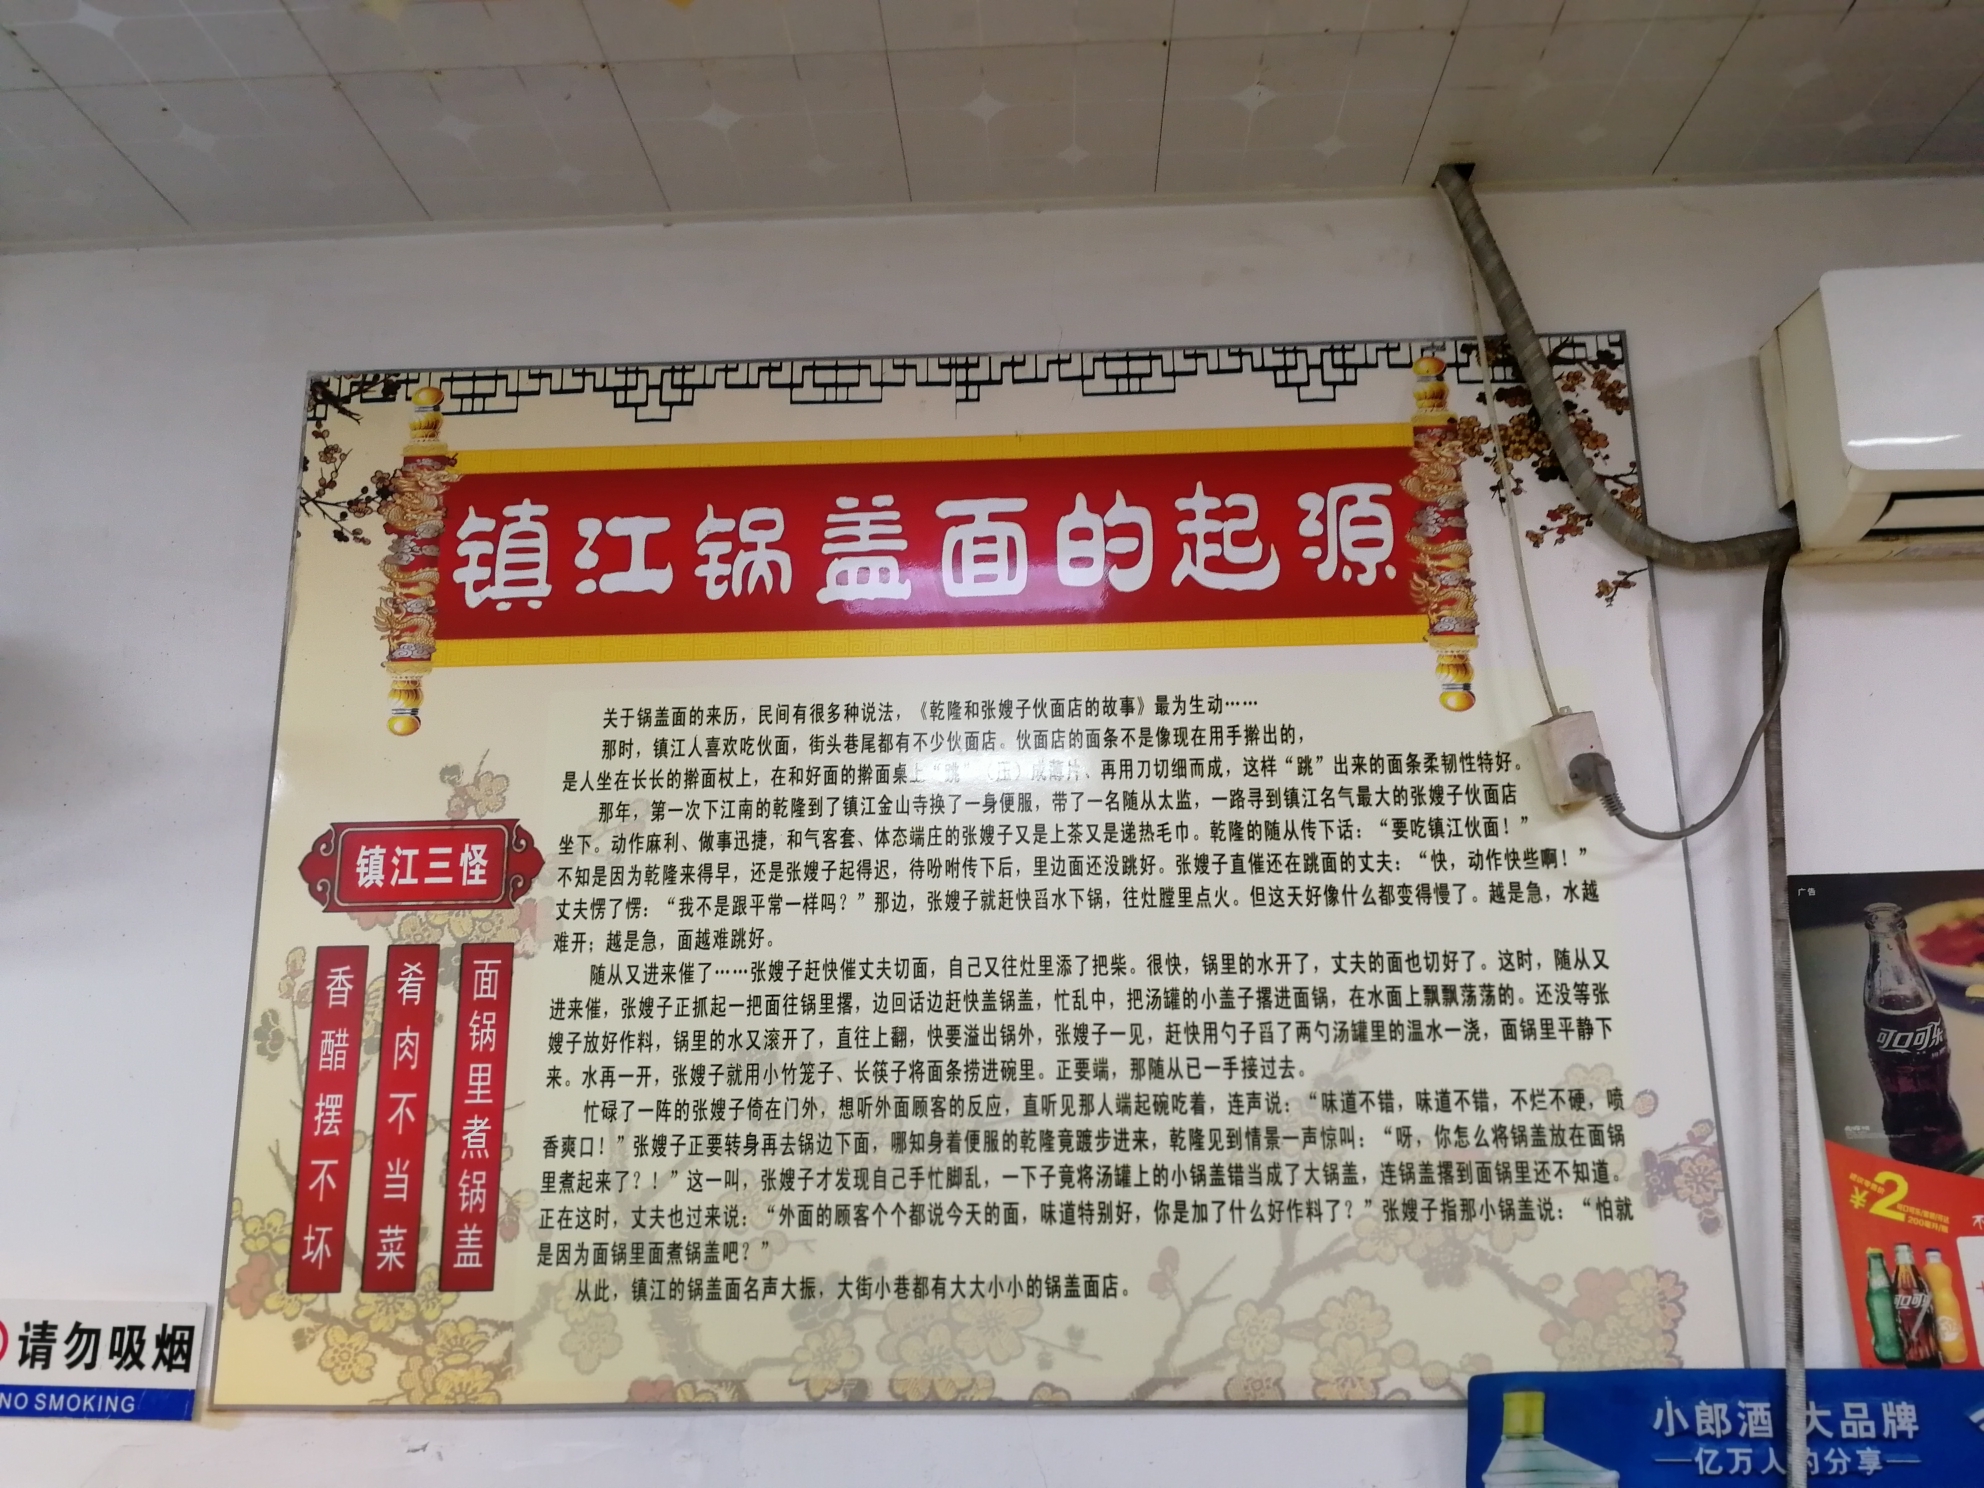 镇江锅盖面的起源
关于锅盖面的来历，民间有很多种说法，《乾隆和张嫂子伙面店的故事》最为生动……
那时，镇江人喜欢吃伙面，街头巷尾都有不少伙面店。伙面店的面条不是像现在用手擀出的，
是人坐在长长的擀面杖上，在和好面的擀面桌上“跳”（压）成薄片、再用刀切细而成，这样“跳”出来的面条柔韧性特好。
那年，第一次下江南的乾隆到了镇江金山寺换了一身便服，带了一名随从太监，一路寻到镇江名气最大的张嫂子伙面店
坐下。动作麻利、做事迅捷，和气客套、体态端庄的张嫂子又是上茶又是递热毛巾。乾隆的随从传下话：“要吃镇江伙面！”
不知是因为乾隆来得早，还是张嫂子起得迟，待吩咐传下后，里边面还没跳好。张嫂子直催还在跳面的丈夫：“快，动作快些啊！”
丈夫愣了愣：“我不是跟平常一样吗？”那边，张嫂子就赶快舀水下锅，往灶膛里点火。但这天好像什么都变得慢了。越是急，水越
难开；越是急，面越难跳好。
随从又进来催了……张嫂子赶快催丈夫切面，自己又往灶里添了把柴。很快，锅里的水开了，丈夫的面也切好了。这时，随从又
进来催，张嫂子正抓起一把面往锅里撂，边回话边赶快盖锅盖，忙乱中，把汤罐的小盖子撂进面锅，在水面上飘飘荡荡的。还没等张
嫂子放好作料，锅里的水又滚开了，直往上翻，快要溢出锅外，张嫂子一见，赶快用勺子舀了两勺汤罐里的温水一浇，面锅里平静下
来。水再一开，张嫂子就用小竹笼子、长筷子将面条捞进碗里。正要端，那随从已一手接过去。
忙碌了一阵的张嫂子倚在门外，想听外面顾客的反应，直听见那人端起碗吃着，连声说：“味道不错，味道不错，不烂不硬，喷
香爽口！”张嫂子正要转身再去锅边下面，哪知身着便服的乾隆竟踱步进来，乾隆见到情景一声惊叫：“呀，你怎么将锅盖放在面锅
里煮起来了？！”这一叫，张嫂子才发现自己手忙脚乱，一下子竟将汤罐上的小锅盖错当成了大锅盖，连锅盖撂到面锅里还不知道。
正在这时，丈夫也过来说：“外面的顾客个个都说今天的面，味道特别好，你是加了什么好作料了？”张嫂子指那小锅盖说：“怕就
是因为面锅里面煮锅盖吧？”
从此，镇江的锅盖面名声大振，大街小巷都有大大小小的锅盖面店。
镇江三怪
香醋摆不坏
肴肉不当菜
面锅里煮锅盖
请勿吸烟
NO SMOKING
广告
可口可乐
¥2
200毫升/瓶
可口可
小郎酒 大品牌
亿万人的分享